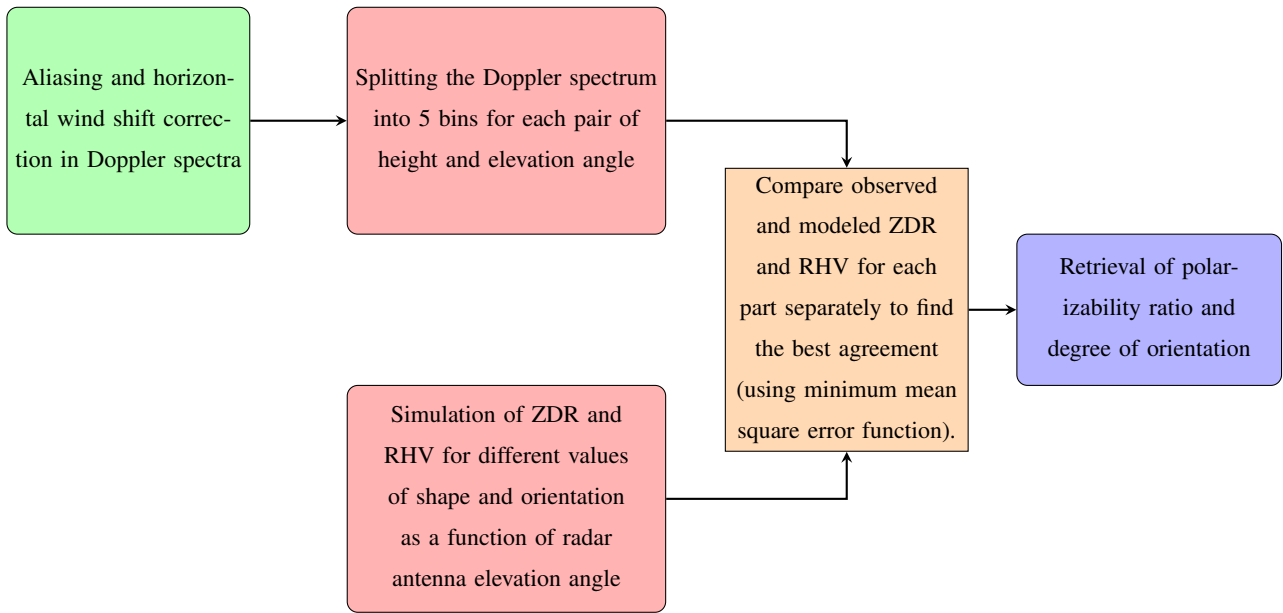 Aliasing and horizon-
tal wind shift correc-
tion in Doppler spectra
Splitting the Doppler spectrum
into 5 bins for each pair of
height and elevation angle
Simulation of ZDR and
RHV for different values
of shape and orientation
as a function of radar
antenna elevation angle
Compare observed
and modeled ZDR
and RHV for each
part separately to find
the best agreement
(using minimum mean
square error function).
Retrieval of polar-
izability ratio and
degree of orientation